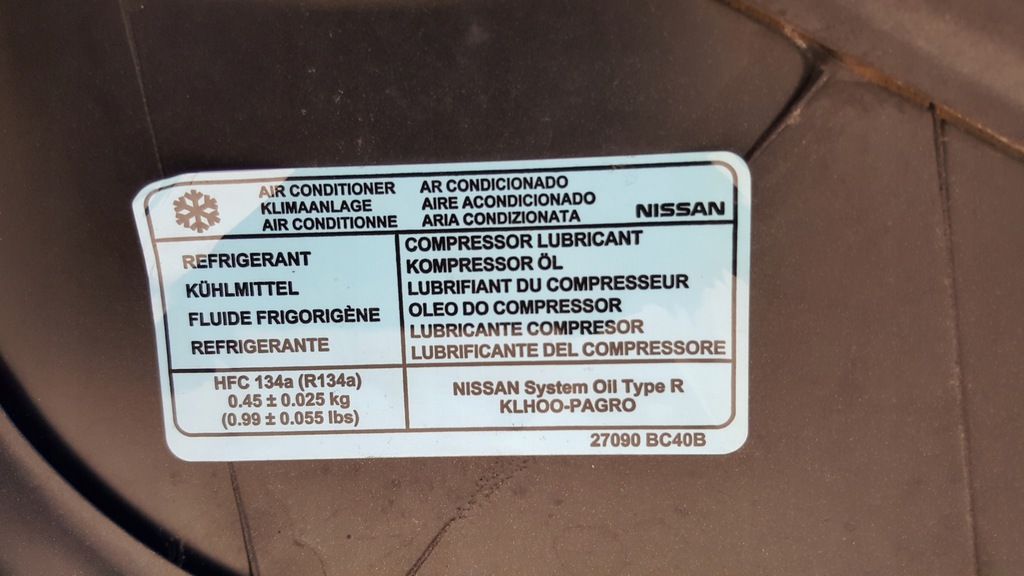 AIR CONDITIONER
KLIMAANLAGE
AIR CONDITIONNE
AR CONDICIONADO
AIRE ACONDICIONADO
ARIA CONDIZIONATA
NISSAN
REFRIGERANT
KÜHLMITTEL
FLUIDE FRIGORIGÈNE
REFRIGERANTE
COMPRESSOR LUBRICANT
KOMPRESSOR ÖL
LUBRIFIANT DU COMPRESSEUR
OLEO DO COMPRESSOR
LUBRICANTE COMPRESOR
LUBRIFICANTE DEL COMPRESSORE
HFC 134a (R134a)
0.45 ± 0.025 kg
(0.99 ± 0.055 lbs)
NISSAN System Oil Type R
KLHOO-PAGRO
27090 BC40B